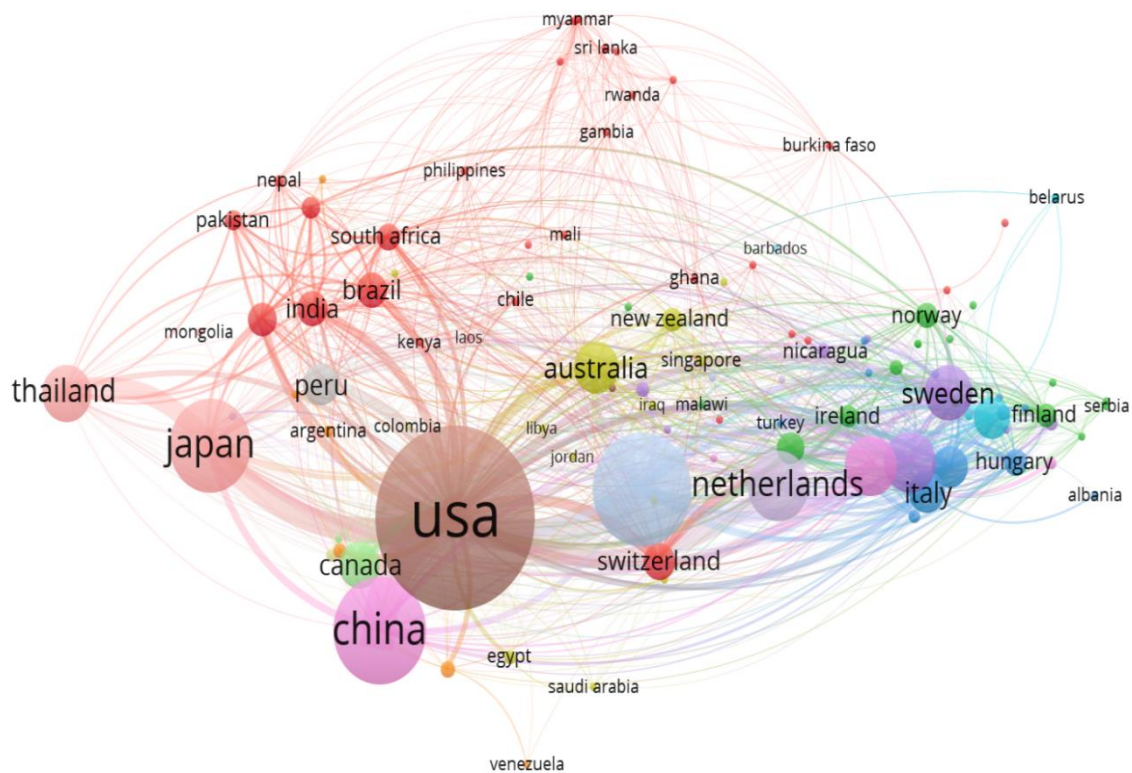 myanmar
sri lanka
rwanda
gambia
burkina faso
philippines
nepal
belarus
pakistan
south africa
mali
barbados
ghana
brazil
chile
india
mongolia
new zealand
norway
kenya
laos
nicaragua
singapore
australia
peru
thailand
sweden
iraq
malawi
serbia
finland
ireland
turkey
colombia
argentina
libya
japan
jordan
hungary
netherlands
italy
albania
usa
switzerland
canada
china
egypt
saudi arabia
venezuela